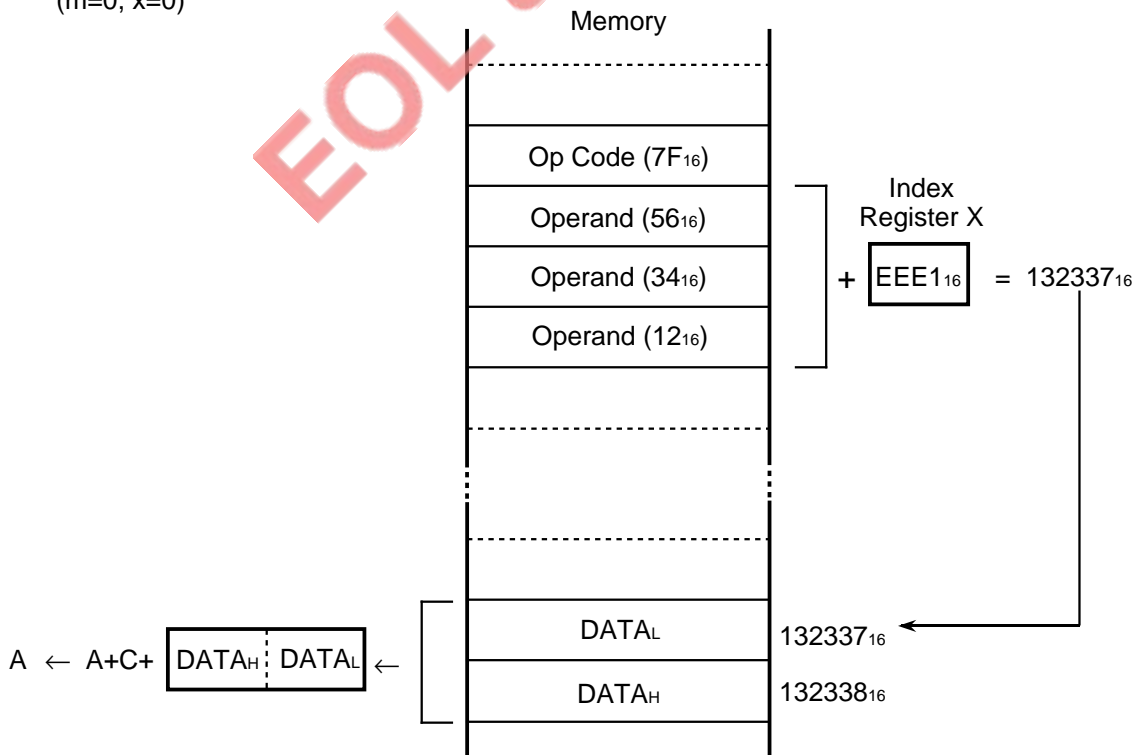 (m=0, x=0)
EOL
Memory
Op Code (7F16)
Operand (5616)
Operand (3416)
Operand (1216)
Index
Register X
+ EEE116 = 13233716
DATAL 13233716
DATAH 13233816
A ← A+C+ DATAH DATAL ←